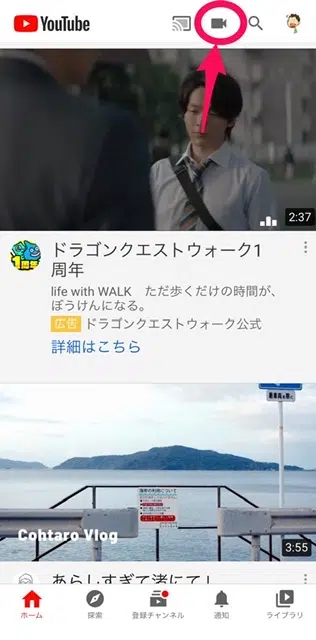 YouTube
2:37
1周年
ドラゴンクエストウォーク1
周年
life with WALK　ただ歩くだけの時間が、
ぼうけんになる。
広告 ドラゴンクエストウォーク公式
詳細はこちら
Cohtaro Vlog
3:55
あらしすぎて渚にて!
ホーム 探索 登録チャンネル 通知 ライブラリ